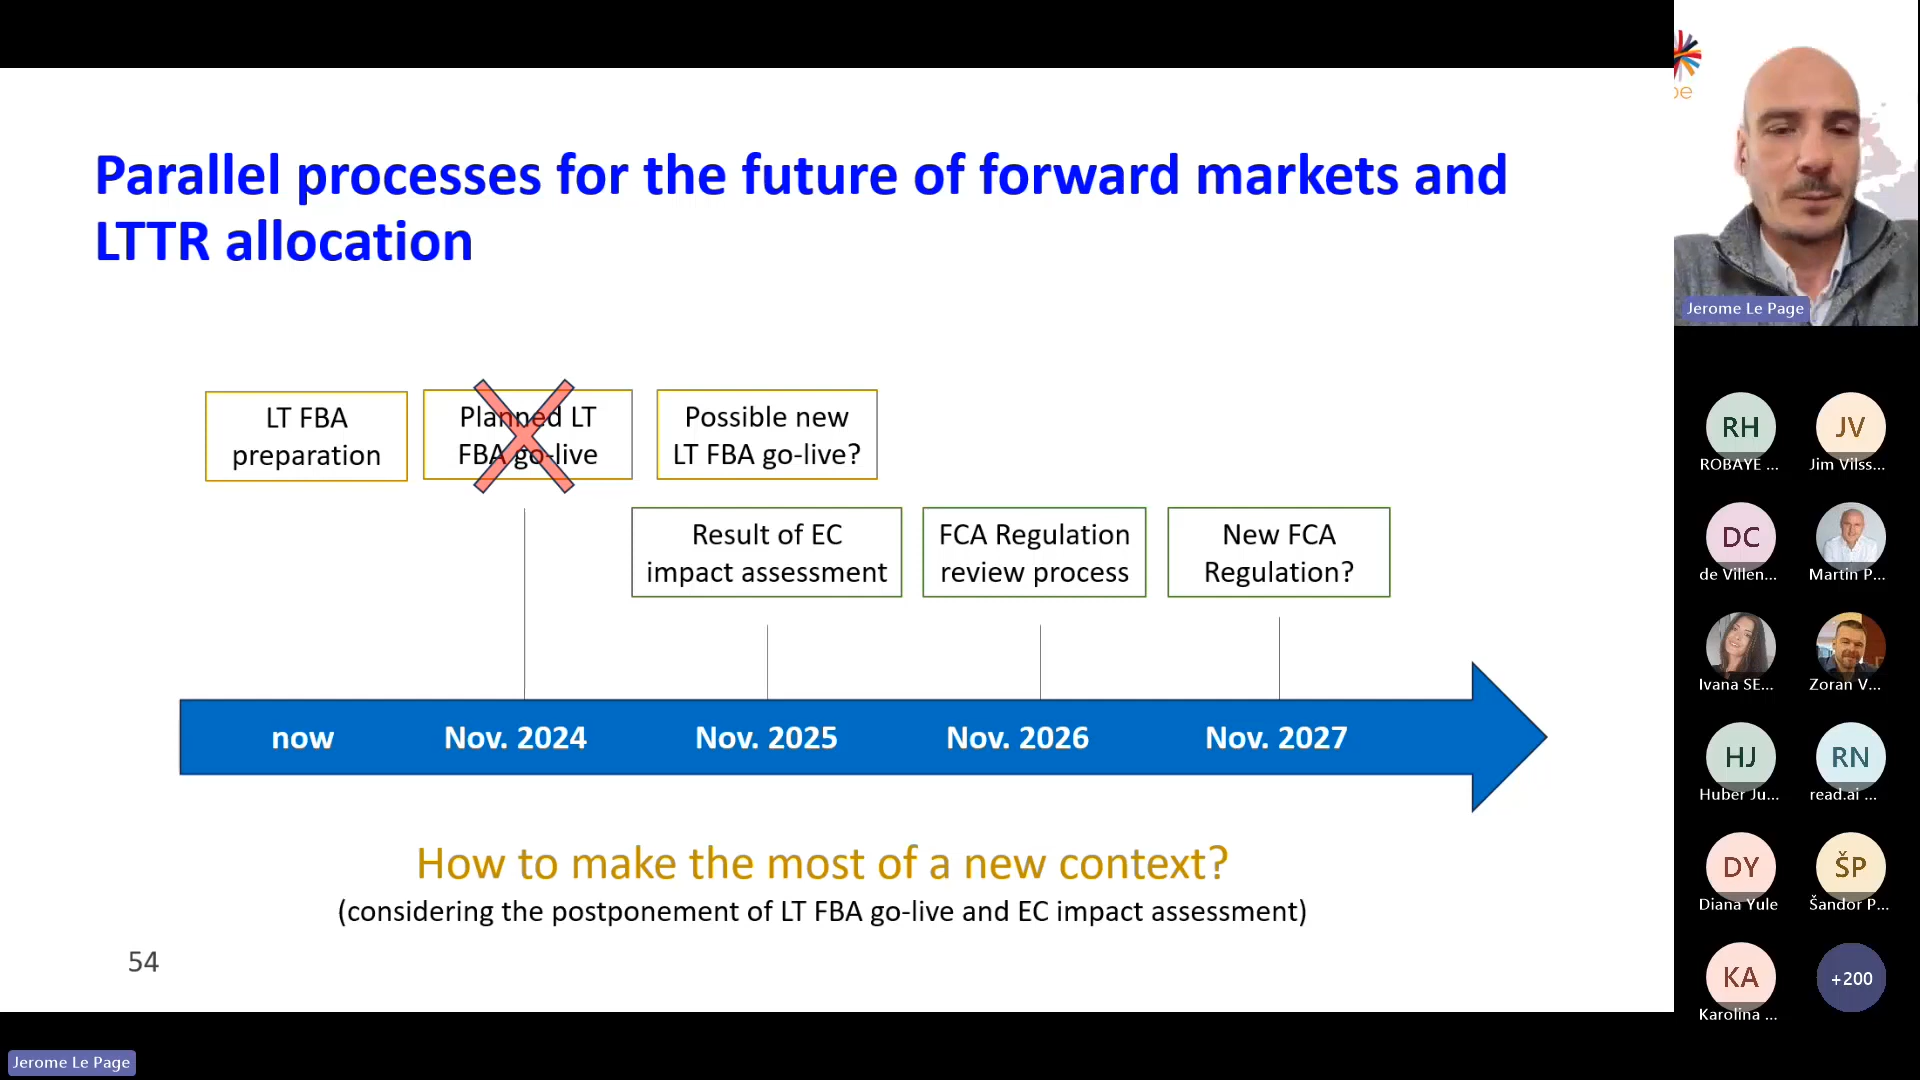 Parallel processes for the future of forward markets and
LTTR allocation
LT FBA
preparation
Planned LT
FBA go-live
Possible new
LT FBA go-live?
Result of EC
impact assessment
FCA Regulation
review process
New FCA
Regulation?
now
Nov. 2024
Nov. 2025
Nov. 2026
Nov. 2027
How to make the most of a new context?
(considering the postponement of LT FBA go-live and EC impact assessment)
54
pe
Jerome Le Page
RH
ROBAYE ...
JV
Jim Vilss...
DC
de Villen...
Martin P...
Ivana SE...
Zoran V...
HJ
Huber Ju...
RN
read.ai ...
DY
Diana Yule
ŠP
Šandor P...
KA
Karolina ...
+200
Jerome Le Page